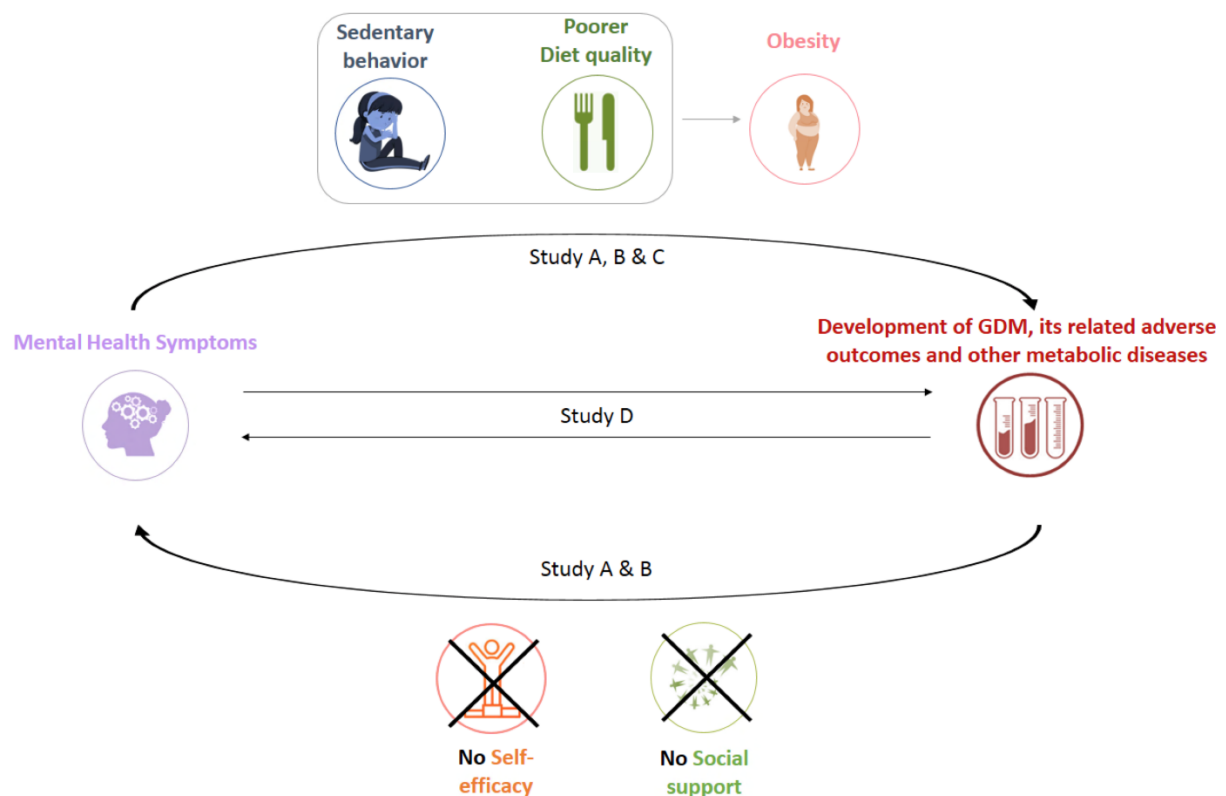 Sedentary
behavior
Poorer
Diet quality
Obesity
Study A, B & C
Mental Health Symptoms
Development of GDM, its related adverse
outcomes and other metabolic diseases
Study D
Study A & B
No Self-
efficacy
No Social
support